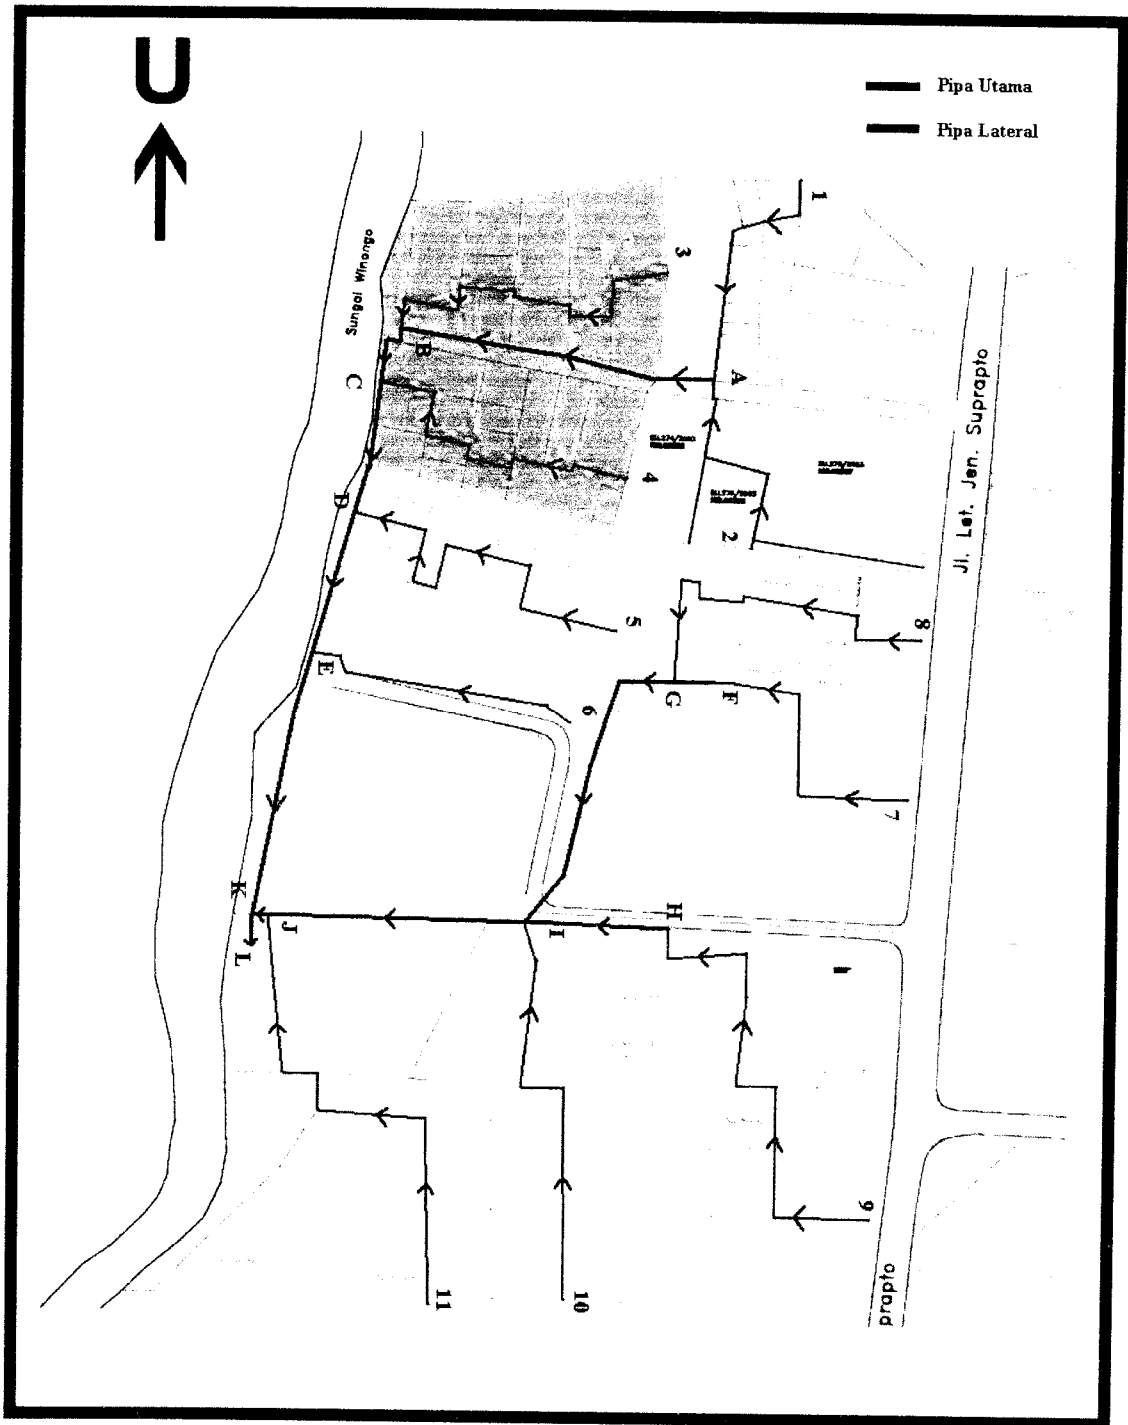 U
Pipa Utama
Pipa Lateral
1
3
Sungai Winongo
B
A
C
Jl. Let. Jen. Suprapto
4
D
2
5
8
E
G
F
6
7
K
H
J
I
L
9
11
10
prapto